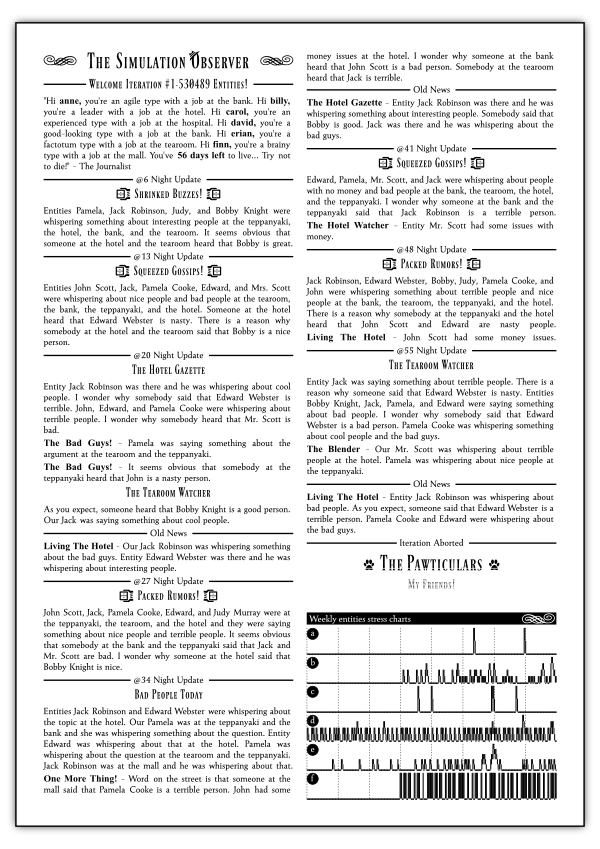 The Simulation Observer
Welcome Iteration #1-530489 Entities!
"Hi anne, you're an agile type with a job at the bank. Hi billy,
you're a leader with a job at the hotel. Hi carol, you're an
experienced type with a job at the hospital. Hi david, you're a
good-looking type with a job at the bank. Hi erian, you're a
factotum type with a job at the tearoom. Hi finn, you're a brainy
type with a job at the mall. You've 56 days left to live... Try not
to die!" - The Journalist
@6 Night Update
Shrinked Buzzes!
Entities Pamela, Jack Robinson, Judy, and Bobby Knight were
whispering something about interesting people at the teppanyaki,
the hotel, the bank, and the tearoom. It seems obvious that
someone at the hotel and the tearoom heard that Bobby is great.
@13 Night Update
Squeezed Gossips!
Entities John Scott, Jack, Pamela Cooke, Edward, and Mrs. Scott
were whispering about nice people and bad people at the tearoom,
the bank, the teppanyaki, and the hotel. Someone at the hotel
heard that Edward Webster is nasty. There is a reason why
somebody at the hotel and the tearoom said that Bobby is a nice
person.
@20 Night Update
The Hotel Gazette
Entity Jack Robinson was there and he was whispering about cool
people. I wonder why somebody said that Edward Webster is
terrible. John, Edward, and Pamela Cooke were whispering about
terrible people. I wonder why somebody heard that Mr. Scott is
bad.
The Bad Guys! - Pamela was saying something about the
argument at the tearoom and the teppanyaki.
The Bad Guys! - It seems obvious that somebody at the
teppanyaki heard that John is a nasty person.
The Tearoom Watcher
As you expect, someone heard that Bobby Knight is a good person.
Our Jack was saying something about cool people.
Old News
Living The Hotel - Our Jack Robinson was whispering something
about the bad guys. Entity Edward Webster was there and he was
whispering about interesting people.
@27 Night Update
Packed Rumors!
John Scott, Jack, Pamela Cooke, Edward, and Judy Murray were at
the teppanyaki, the tearoom, and the hotel and they were saying
something about nice people and terrible people. It seems obvious
that somebody at the bank and the teppanyaki said that Jack and
Mr. Scott are bad. I wonder why someone at the hotel said that
Bobby Knight is nice.
@34 Night Update
Bad People Today
Entities Jack Robinson and Edward Webster were whispering about
the topic at the hotel. Our Pamela was at the teppanyaki and the
bank and she was whispering something about the question. Entity
Edward was whispering about that at the hotel. Pamela was
whispering about the question at the tearoom and the teppanyaki.
Jack Robinson was at the mall and he was whispering about that.
One More Thing! - Word on the street is that someone at the
mall said that Pamela Cooke is a terrible person. John had some
money issues at the hotel. I wonder why someone at the bank
heard that John Scott is a bad person. Somebody at the tearoom
heard that Jack is terrible.
Old News
The Hotel Gazette - Entity Jack Robinson was there and he was
whispering something about interesting people. Somebody said that
Bobby is good. Jack was there and he was whispering about the
bad guys.
@41 Night Update
Squeezed Gossips!
Edward, Pamela, Mr. Scott, and Jack were whispering about people
with no money and bad people at the bank, the tearoom, the hotel,
and the teppanyaki. I wonder why someone at the bank and the
teppanyaki said that Jack Robinson is a terrible person.
The Hotel Watcher - Entity Mr. Scott had some issues with
money.
@48 Night Update
Packed Rumors!
Jack Robinson, Edward Webster, Bobby, Judy, Pamela Cooke, and
John were whispering something about terrible people and nice
people at the bank, the tearoom, the teppanyaki, and the hotel.
There is a reason why somebody at the teppanyaki and the hotel
heard that John Scott and Edward are nasty people.
Living The Hotel - John Scott had some money issues.
@55 Night Update
The Tearoom Watcher
Entity Jack was saying something about terrible people. There is a
reason why someone said that Edward Webster is nasty. Entities
Bobby Knight, Jack, Pamela, and Edward were saying something
about bad people. I wonder why somebody said that Edward
Webster is a bad person. Pamela Cooke was whispering something
about cool people and the bad guys.
The Blender - Our Mr. Scott was whispering about terrible
people at the hotel. Pamela was whispering about nice people at
the teppanyaki.
Old News
Living The Hotel - Entity Jack Robinson was whispering about
bad people. As you expect, someone said that Edward Webster is a
terrible person. Pamela Cooke and Edward were whispering about
the bad guys.
Iteration Aborted
The Pawticulars
My Friends!
Weekly entities stress charts
a
b
c
d
e
f